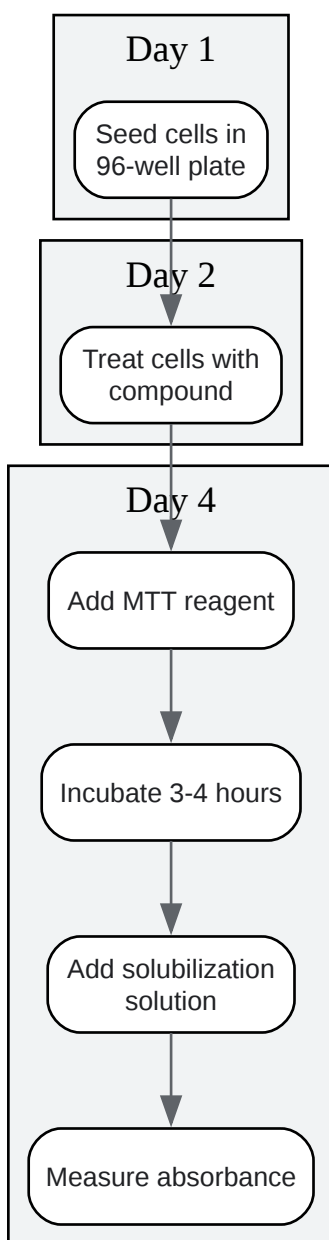 Day 1
Seed cells in
96-well plate
Day 2
Treat cells with
compound
Day 4
Add MTT reagent
Incubate 3-4 hours
Add solubilization
solution
Measure absorbance